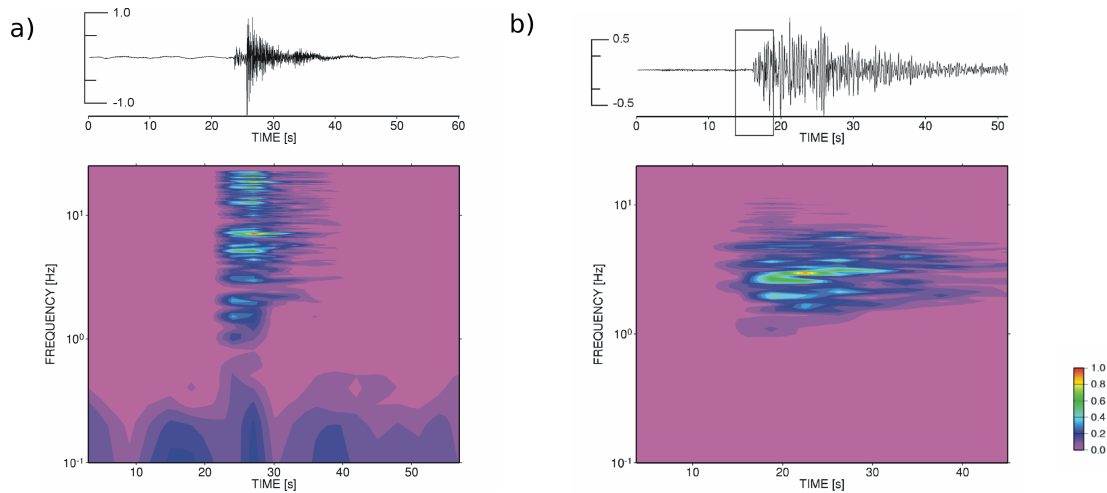 a)
1.0
-1.0
0 10 20 30 40 50 60
TIME [s]
FREQUENCY [Hz]
10¹
10⁰
10⁻¹
10 20 30 40 50
TIME [s]
b)
0.5
-0.5
0 10 20 30 40 50
TIME [s]
FREQUENCY [Hz]
10¹
10⁰
10⁻¹
10 20 30 40
TIME [s]
1.0
0.8
0.6
0.4
0.2
0.0